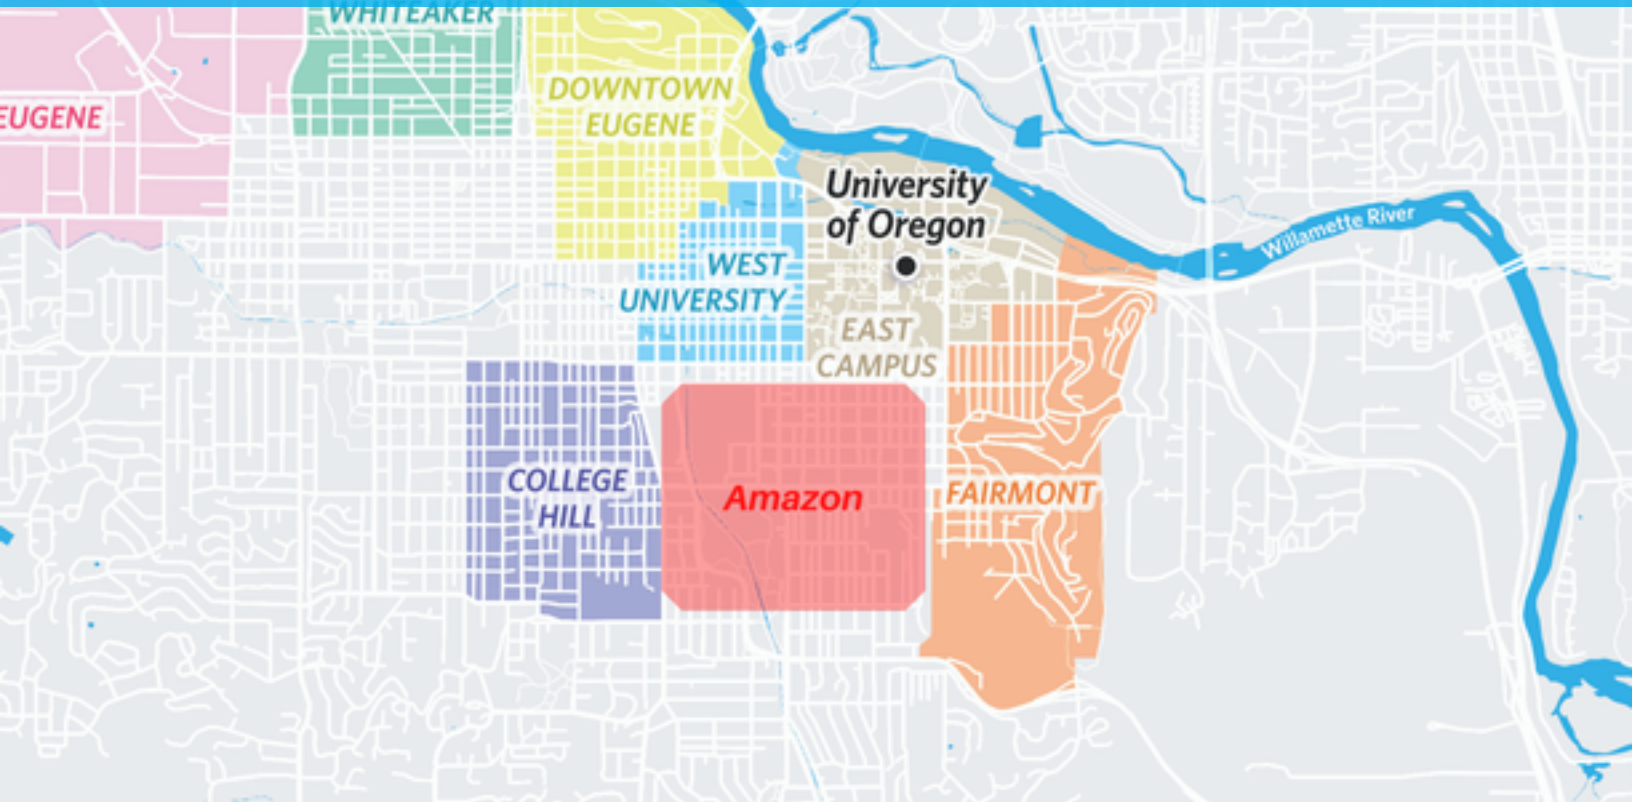 WHITEAKER
DOWNTOWN
EUGENE
EUGENE
University
of Oregon
Willamette River
WEST
UNIVERSITY
EAST
CAMPUS
COLLEGE
HILL
Amazon
FAIRMONT